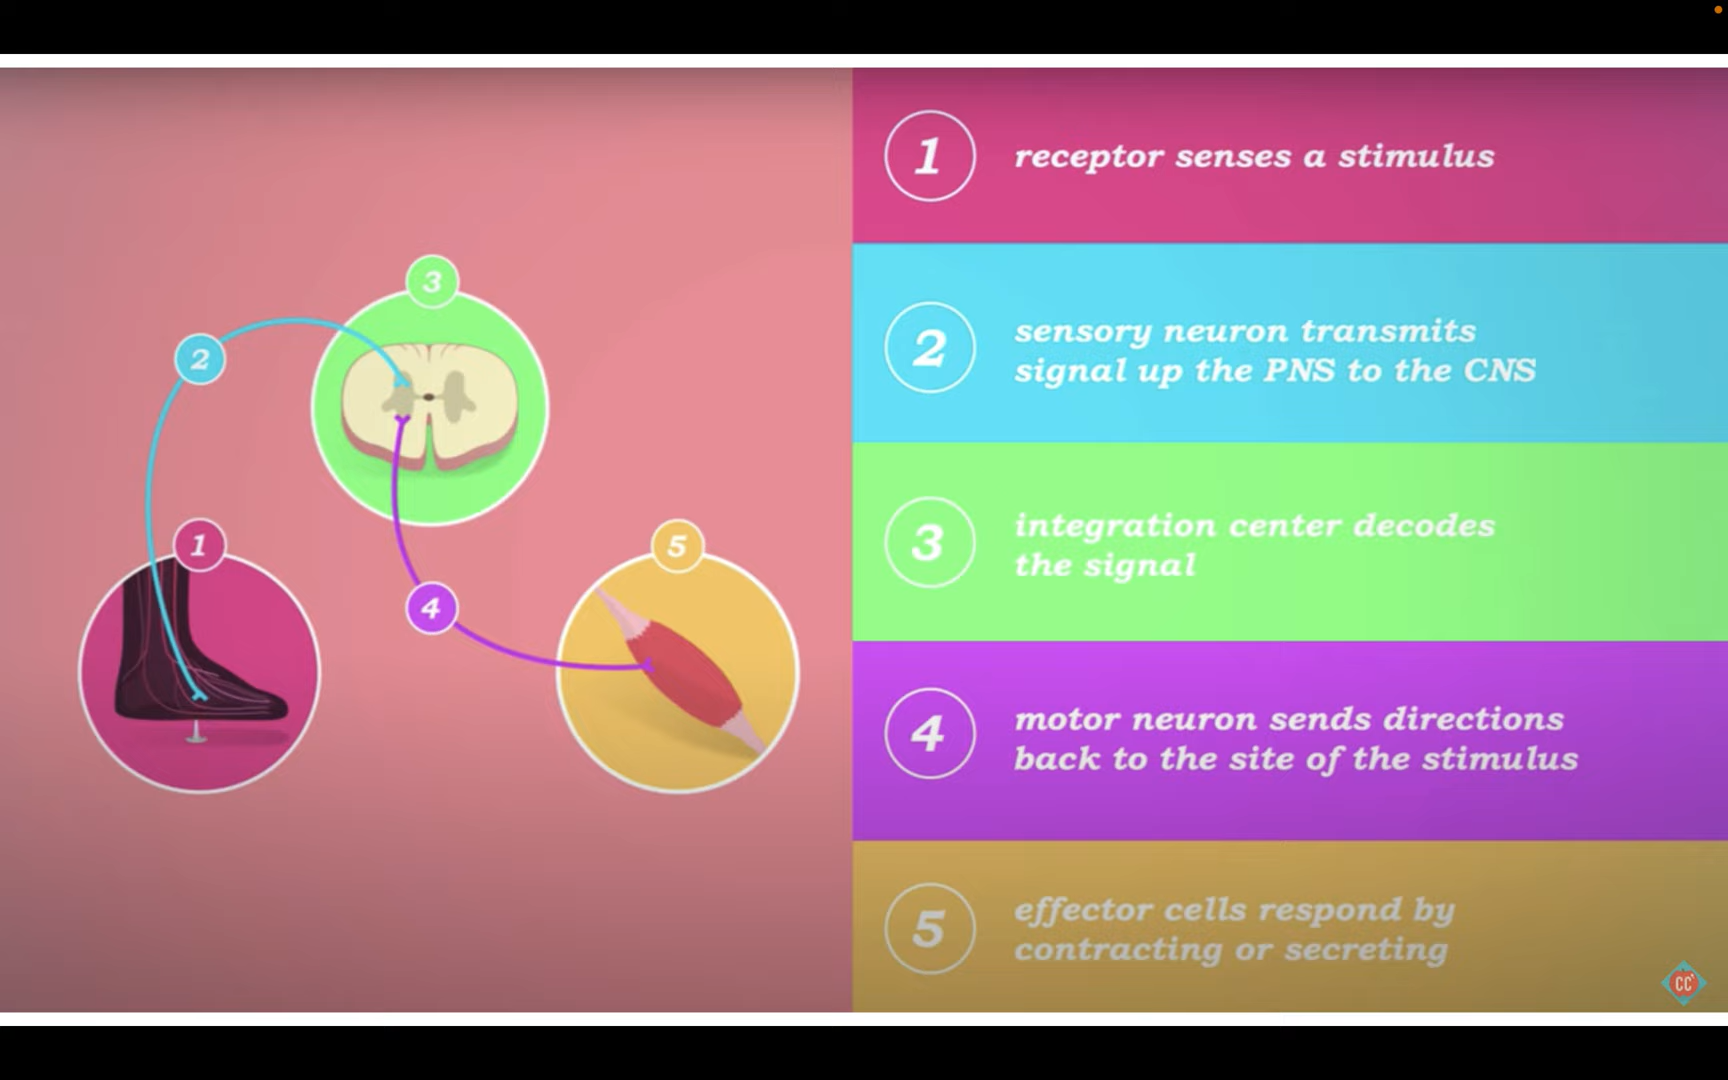 1
receptor senses a stimulus
2
sensory neuron transmits
signal up the PNS to the CNS
3
integration center decodes
the signal
4
motor neuron sends directions
back to the site of the stimulus
5
effector cells respond by
contracting or secreting
3
2
1
5
4
CC